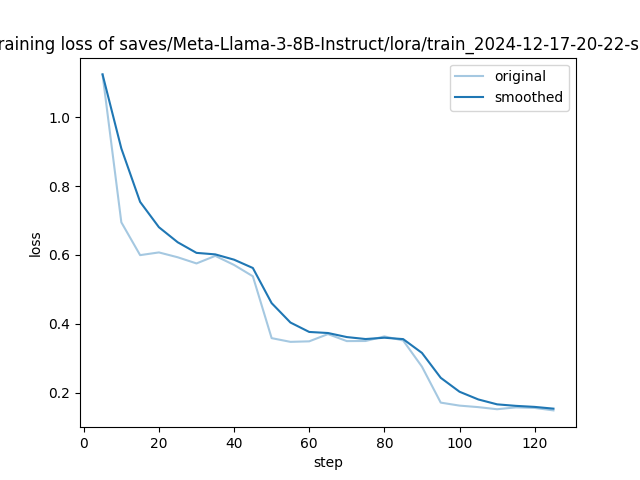 raining loss of saves/Meta-Llama-3-8B-Instruct/lora/train_2024-12-17-20-22-s
original
smoothed
loss
1.0
0.8
0.6
0.4
0.2
0 20 40 60 80 100 120
step